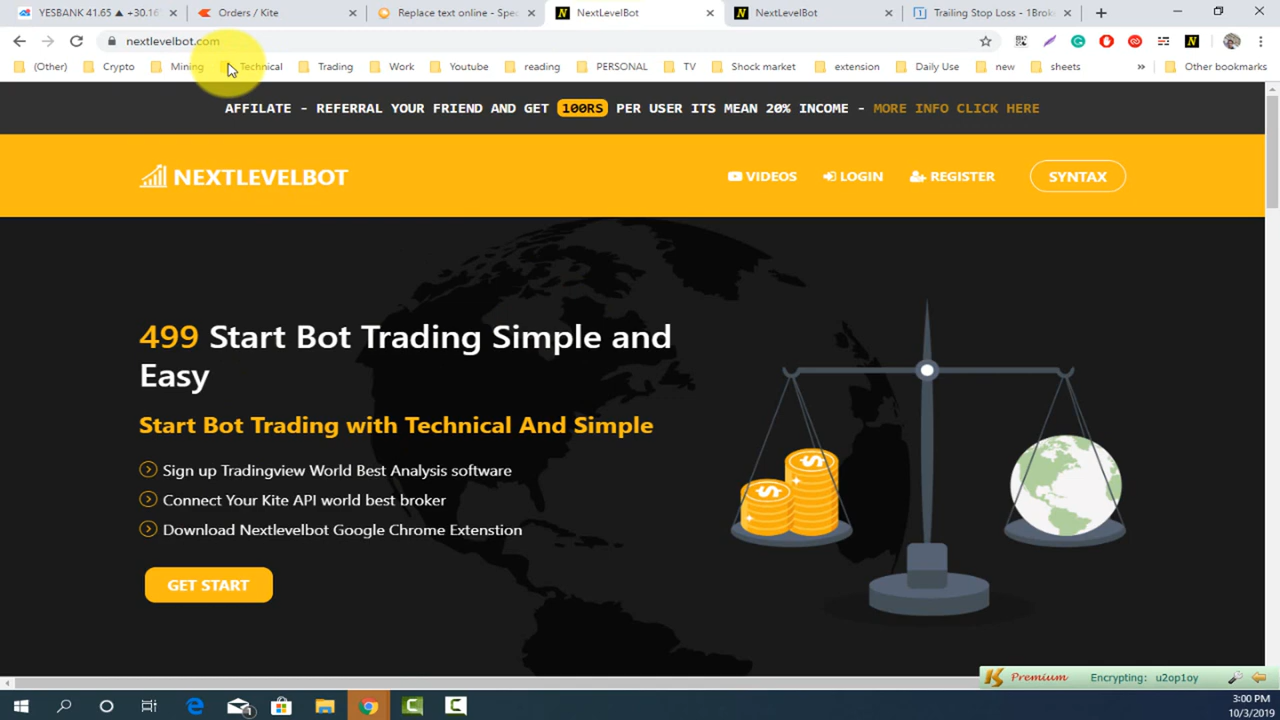 YESBANK 41.65 ▲ +30.16
Orders / Kite
Replace text online - Spe
NextLevelBot
NextLevelBot
Trailing Stop Loss - 1Brok
nextlevelbot.com
(Other)
Crypto
Mining
Technical
Trading
Work
Youtube
reading
PERSONAL
TV
Shock market
extension
Daily Use
new
sheets
»
Other bookmarks
AFFILATE - REFERRAL YOUR FRIEND AND GET 100RS PER USER ITS MEAN 20% INCOME - MORE INFO CLICK HERE
NEXTLEVELBOT
VIDEOS
LOGIN
REGISTER
SYNTAX
499 Start Bot Trading Simple and
Easy
Start Bot Trading with Technical And Simple
Sign up Tradingview World Best Analysis software
Connect Your Kite API world best broker
Download Nextlevelbot Google Chrome Extenstion
GET START
Premium
Encrypting: u2op1oy
3:00 PM
10/3/2019